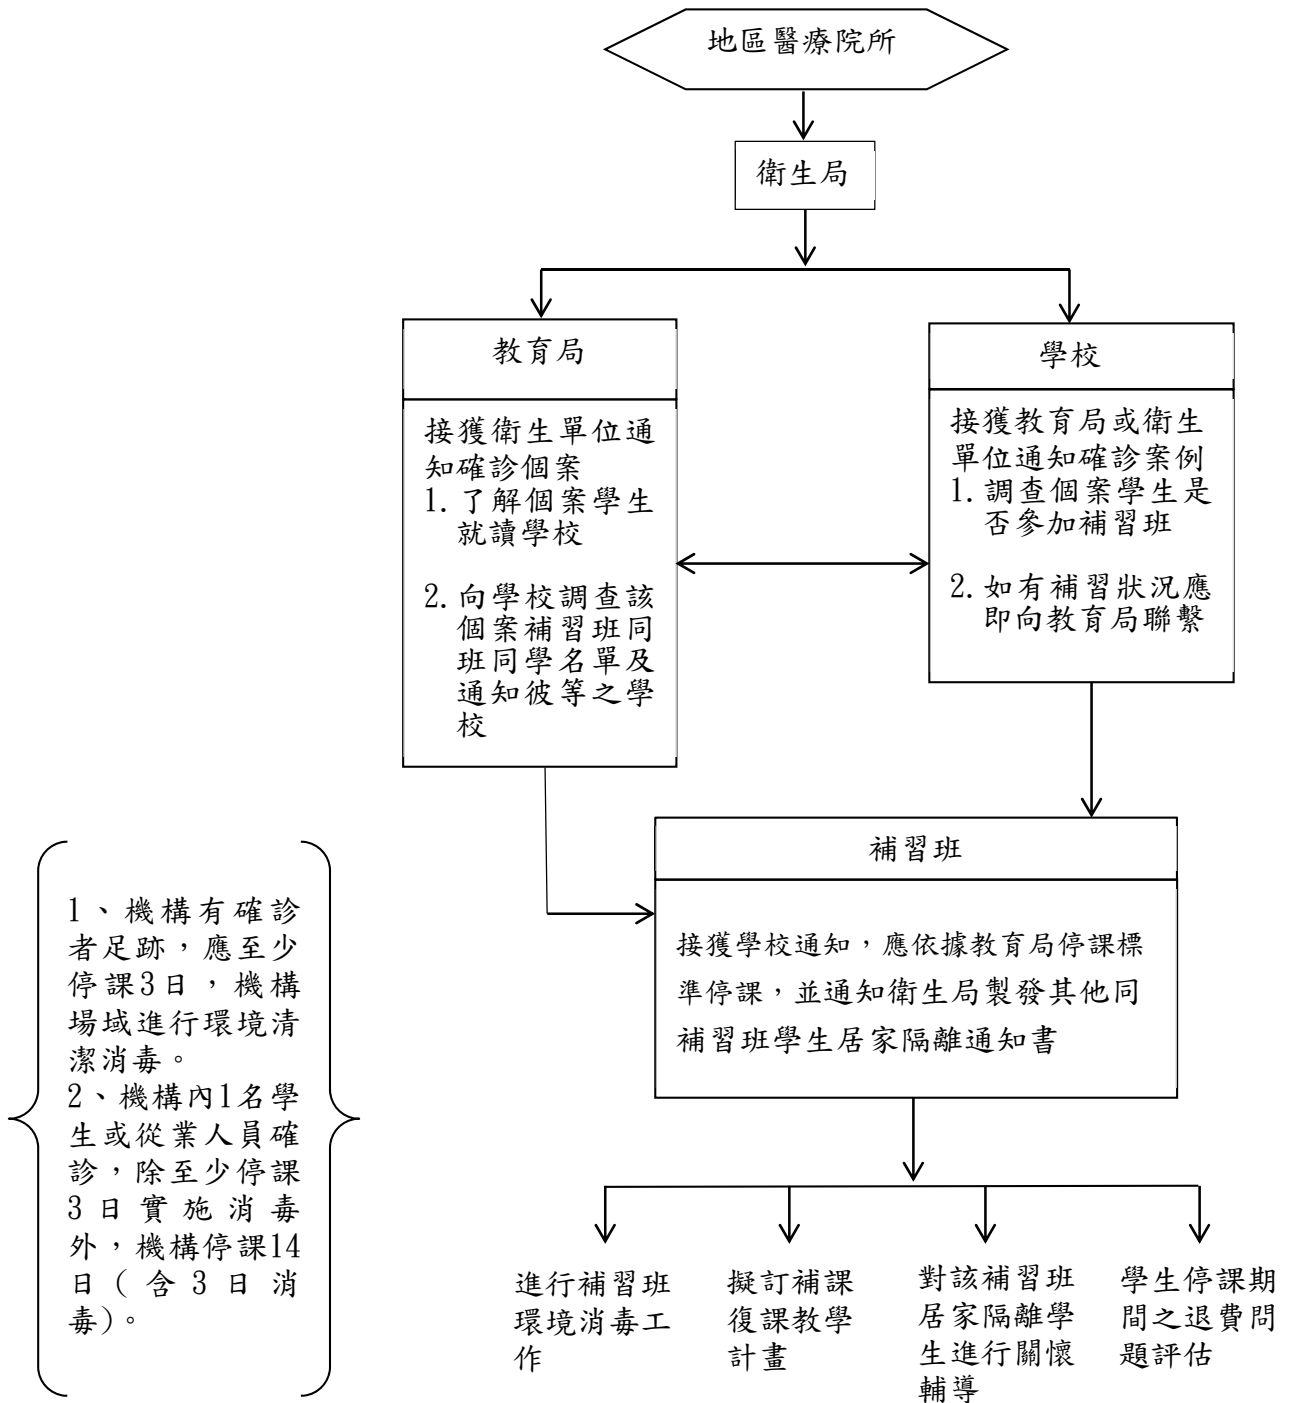 地區醫療院所
衛生局
教育局
接獲衛生單位通
知確診個案
1. 了解個案學生
就讀學校
2. 向學校調查該
個案補習班同
班同學名單及
通知彼等之學
校
學校
接獲教育局或衛生
單位通知確診案例
1. 調查個案學生是
否參加補習班
2. 如有補習狀況應
即向教育局聯繫
補習班
接獲學校通知，應依據教育局停課標
準停課，並通知衛生局製發其他同
補習班學生居家隔離通知書
1、機構有確診
者足跡，應至少
停課3日，機構
場域進行環境清
潔消毒。
2、機構內1名學
生或從業人員確
診，除至少停課
3日實施消毒
外，機構停課14
日(含3日消
毒)。
進行補習班
環境消毒工
作
擬訂補課
復課教學
計畫
對該補習班
居家隔離學
生進行關懷
輔導
學生停課期
間之退費問
題評估